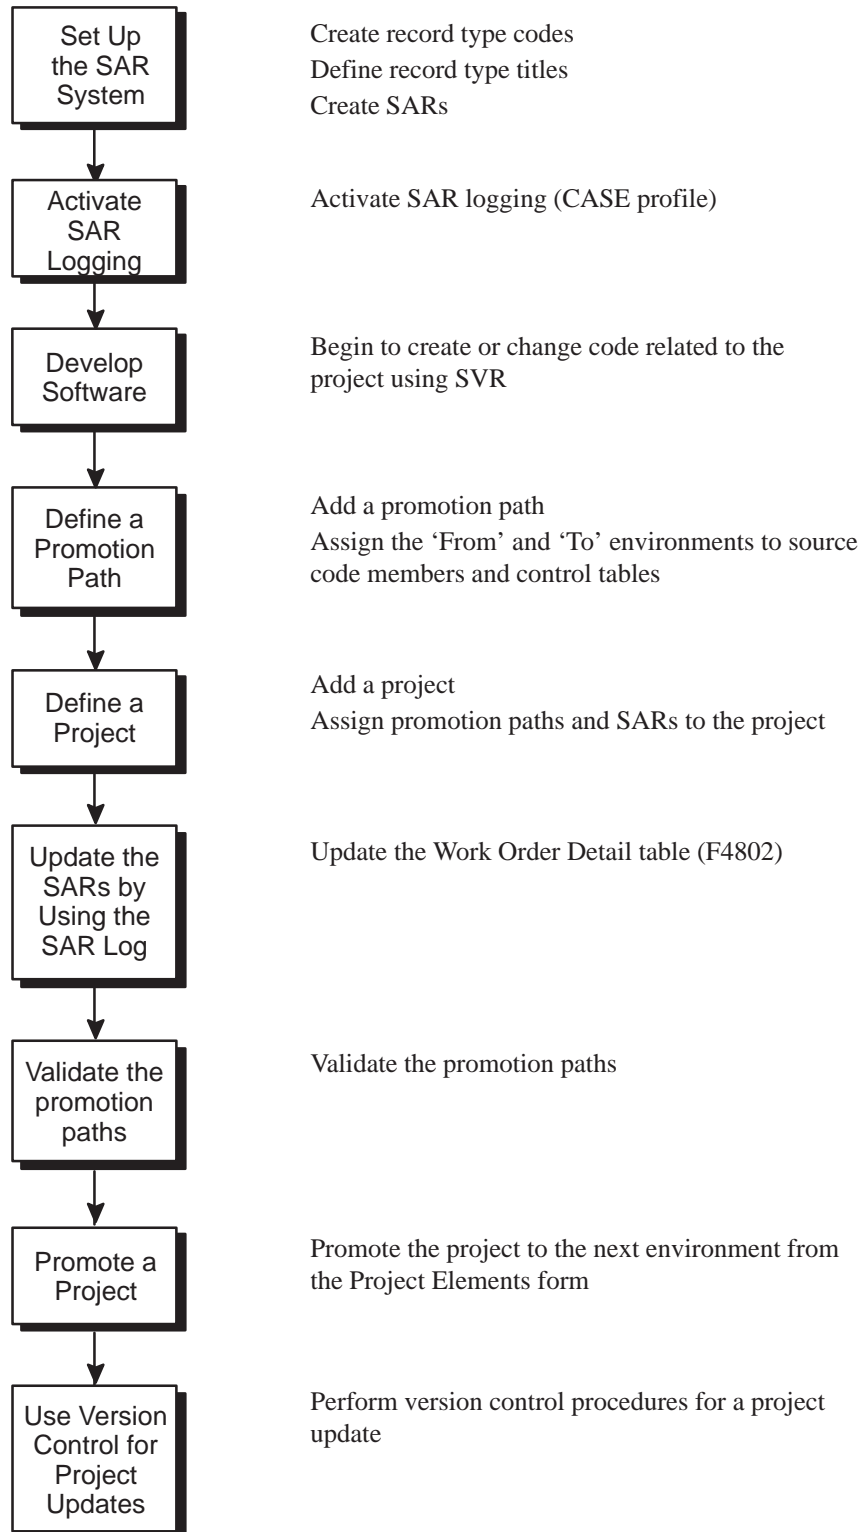 Set Up
the SAR
System
Create record type codes
Define record type titles
Create SARs
Activate
SAR
Logging
Activate SAR logging (CASE profile)
Develop
Software
Begin to create or change code related to the
project using SVR
Define a
Promotion
Path
Add a promotion path
Assign the ‘From’ and ‘To’ environments to source
code members and control tables
Define a
Project
Add a project
Assign promotion paths and SARs to the project
Update the
SARs by
Using the
SAR Log
Update the Work Order Detail table (F4802)
Validate the
promotion
paths
Validate the promotion paths
Promote a
Project
Promote the project to the next environment from
the Project Elements form
Use Version
Control for
Project
Updates
Perform version control procedures for a project
update